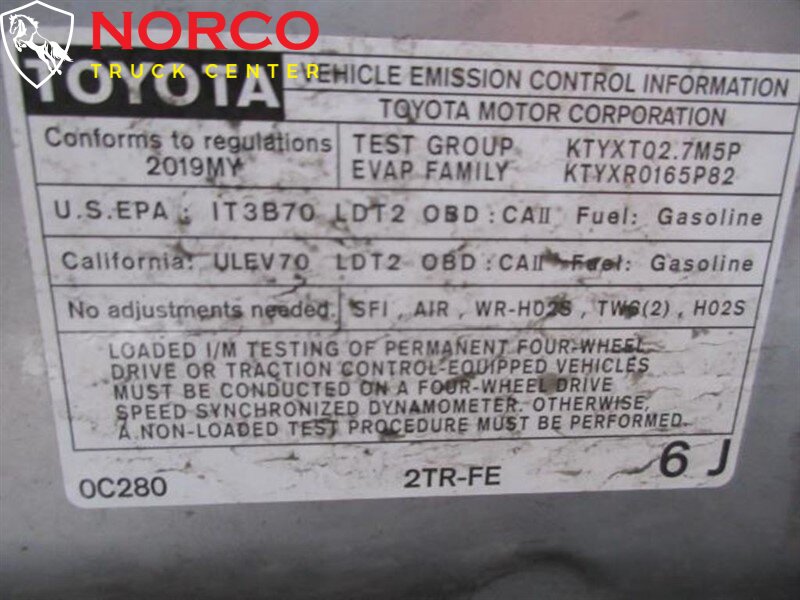 NORCO
TRUCK CENTER
TOYOTA VEHICLE EMISSION CONTROL INFORMATION
TOYOTA MOTOR CORPORATION
Conforms to regulations
2019MY
TEST GROUP KTYXT02.7M5P
EVAP FAMILY KTYXR0165P82
U.S.EPA : IT3B70 LDT2 OBD : CAII Fuel: Gasoline
California: ULEV70 LDT2 OBD : CAII Fuel: Gasoline
No adjustments needed. SFI , AIR , WR-HO2S , TWC(2) , HO2S
LOADED I/M TESTING OF PERMANENT FOUR-WHEEL
DRIVE OR TRACTION CONTROL-EQUIPPED VEHICLES
MUST BE CONDUCTED ON A FOUR-WHEEL DRIVE
SPEED SYNCHRONIZED DYNAMOMETER. OTHERWISE,
A NON-LOADED TEST PROCEDURE MUST BE PERFORMED.
0C280 2TR-FE 6 J